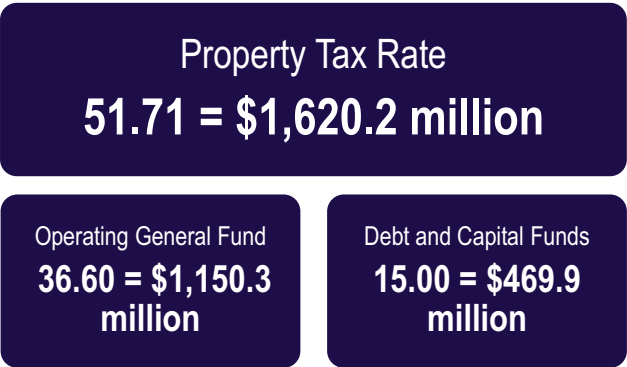 Property Tax Rate
51.71 = $1,620.2 million
Operating General Fund
36.60 = $1,150.3
million
Debt and Capital Funds
15.00 = $469.9
million